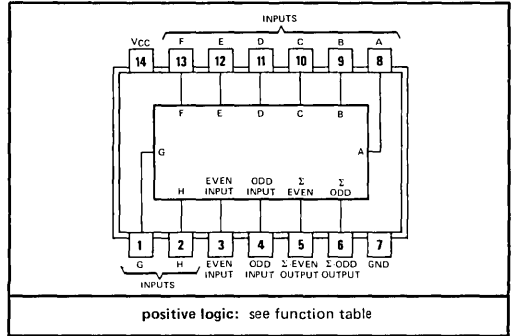 INPUTS
VCC F E D C B A
14 13 12 11 10 9 8
F E D C B
G A
EVEN ODD Σ Σ
H INPUT INPUT EVEN ODD
1 2 3 4 5 6 7
G H EVEN ODD Σ-EVEN Σ-ODD GND
INPUT INPUT OUTPUT OUTPUT
INPUTS
positive logic: see function table